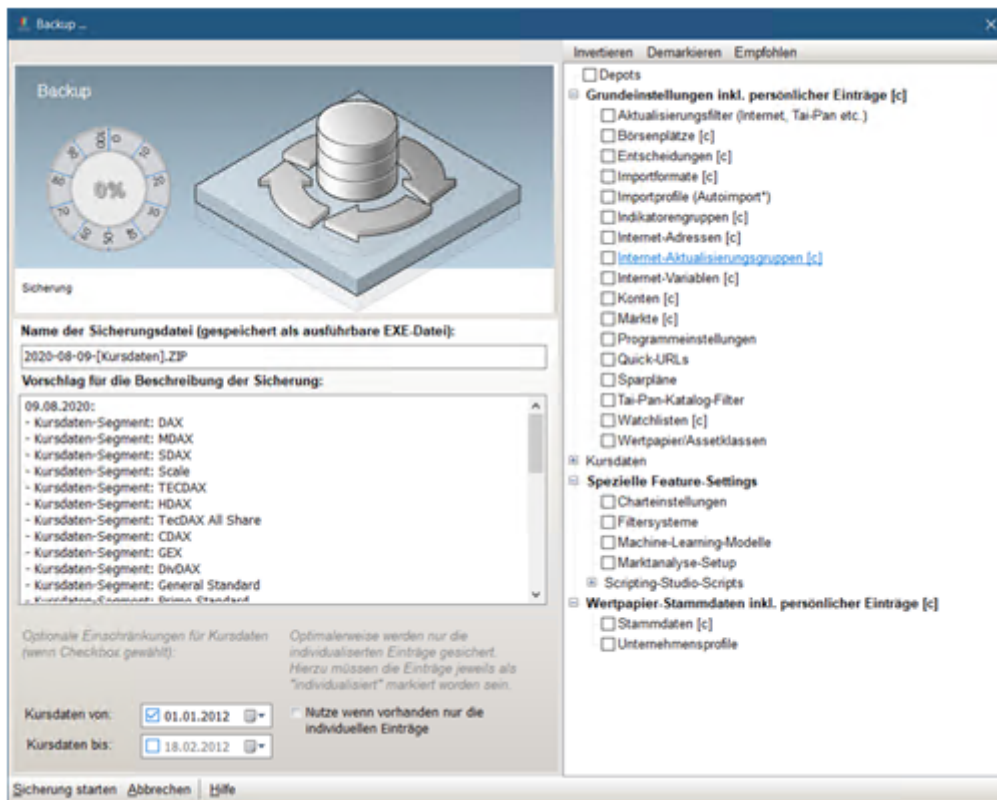 Backup ...
Backup
0%
Sicherung
Name der Sicherungsdatei (gespeichert als ausführbare EXE-Datei):
2020-08-09-[Kursdaten].ZIP
Vorschlag für die Beschreibung der Sicherung:
09.08.2020:
- Kursdaten-Segment: DAX
- Kursdaten-Segment: MDAX
- Kursdaten-Segment: SDAX
- Kursdaten-Segment: Scale
- Kursdaten-Segment: TECDAX
- Kursdaten-Segment: HDAX
- Kursdaten-Segment: TecDAX All Share
- Kursdaten-Segment: CDAX
- Kursdaten-Segment: GEX
- Kursdaten-Segment: DivDAX
- Kursdaten-Segment: General Standard
- Kursdaten-Segment: Prime Standard
Optionale Einschränkungen für Kursdaten
(wenn Checkbox gewählt):
Kursdaten von: 01.01.2012
Kursdaten bis: 18.02.2012
Optimalerweise werden nur die
individualiserten Einträge gesichert.
Hierzu müssen die Einträge jeweils als
"individualisiert" markiert worden sein.
Nutze wenn vorhanden nur die
individuellen Einträge
Sicherung starten Abbrechen Hilfe
Invertieren Demarkieren Empfohlen
Depots
Grundeinstellungen inkl. persönlicher Einträge [c]
Aktualisierungsfilter (Internet, Tai-Pan etc.)
Börsenplätze [c]
Entscheidungen [c]
Importformate [c]
Importprofile (Autoimport*)
Indikatorengruppen [c]
Internet-Adressen [c]
Internet-Aktualisierungsgruppen [c]
Internet-Variablen [c]
Konten [c]
Märkte [c]
Programmeinstellungen
Quick-URLs
Sparpläne
Tai-Pan-Katalog-Filter
Watchlisten [c]
Wertpapier/Assetklassen
Kursdaten
Spezielle Feature-Settings
Charteinstellungen
Filtersysteme
Machine-Learning-Modelle
Marktanalyse-Setup
Scripting-Studio-Scripts
Wertpapier-Stammdaten inkl. persönlicher Einträge [c]
Stammdaten [c]
Unternehmensprofile